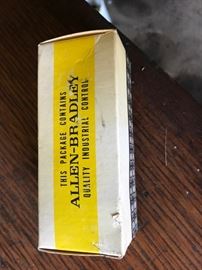 THIS PACKAGE CONTAINS
ALLEN-BRADLEY
QUALITY INDUSTRIAL CONTROL